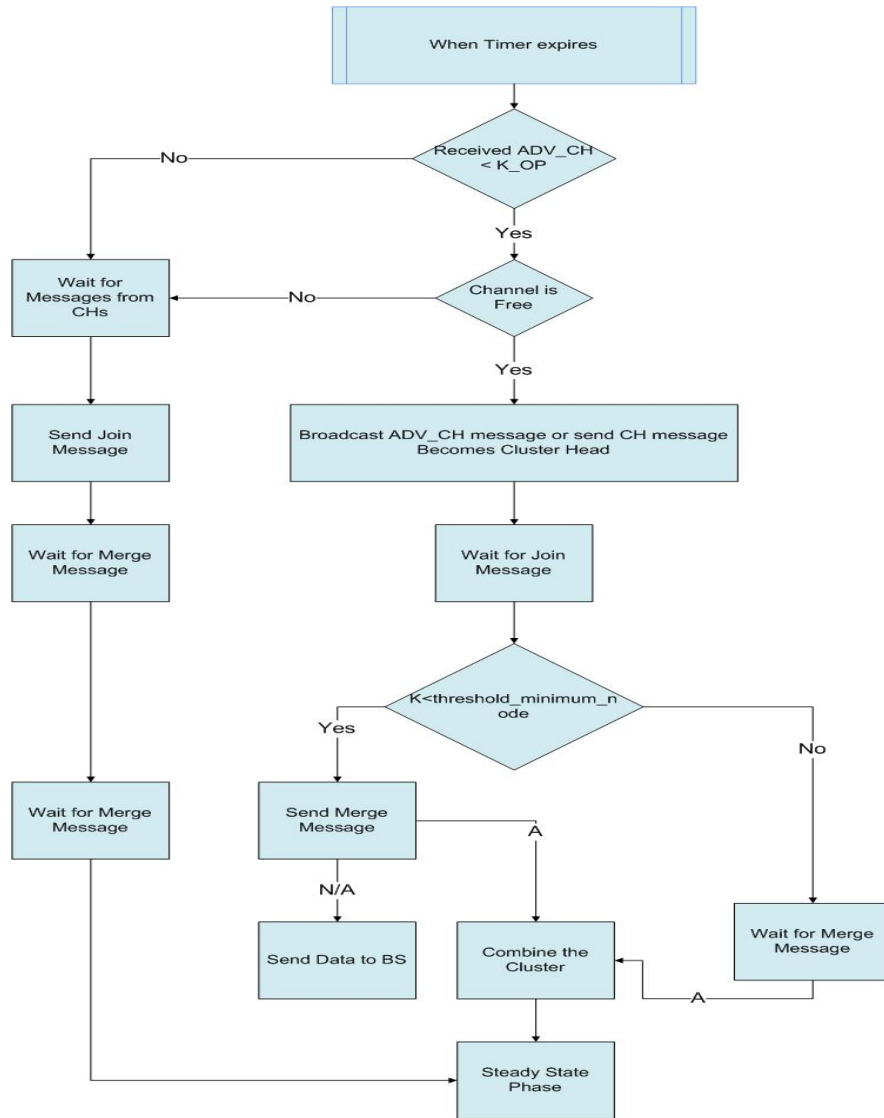 When Timer expires
Received ADV_CH
< K_OP
No
Yes
Wait for
Messages from
CHs
No
Channel is
Free
Yes
Send Join
Message
Broadcast ADV_CH message or send CH message
Becomes Cluster Head
Wait for Merge
Message
Wait for Join
Message
K<threshold_minimum_n
ode
Yes
No
Wait for Merge
Message
Send Merge
Message
A
N/A
Send Data to BS
Combine the
Cluster
Wait for Merge
Message
A
Steady State
Phase